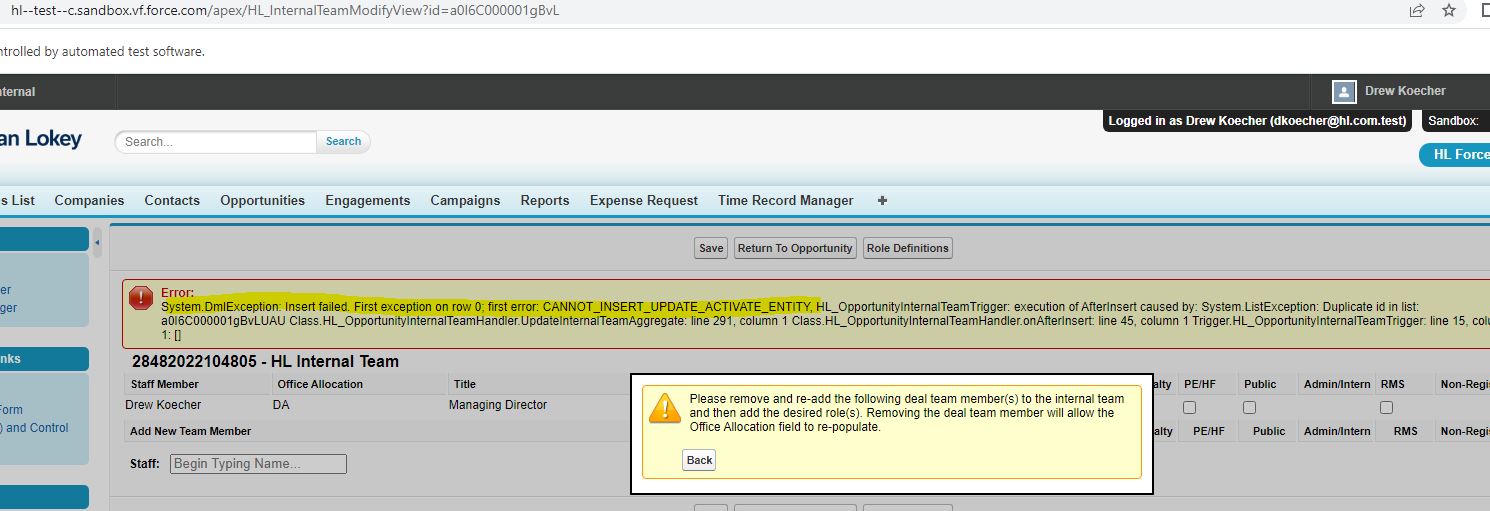 hl--test--c.sandbox.vf.force.com/apex/HL_InternalTeamModifyView?id=a0I6C000001gBvL
ntrolled by automated test software.
nternal
Drew Koecher
Logged in as Drew Koecher (dkoecher@hl.com.test)
Sandbox:
an Lokey
Search...
Search
HL Force
s List Companies Contacts Opportunities Engagements Campaigns Reports Expense Request Time Record Manager +
Save Return To Opportunity Role Definitions
er
ger
Error:
System.DmlException: Insert failed. First exception on row 0; first error: CANNOT_INSERT_UPDATE_ACTIVATE_ENTITY, HL_OpportunityInternalTeamTrigger: execution of AfterInsert caused by: System.ListException: Duplicate id in list:
a0I6C000001gBvLUAU Class.HL_OpportunityInternalTeamHandler.UpdateInternalTeamAggregate: line 291, column 1 Class.HL_OpportunityInternalTeamHandler.onAfterInsert: line 45, column 1 Trigger.HL_OpportunityInternalTeamTrigger: line 15, colu
1: []
nks
28482022104805 - HL Internal Team
Staff Member Office Allocation Title
alty PE/HF Public Admin/Intern RMS Non-Regi
Drew Koecher DA Managing Director
Form
) and Control
Add New Team Member
alty PE/HF Public Admin/Intern RMS Non-Regi
Staff: Begin Typing Name...
Please remove and re-add the following deal team member(s) to the internal team
and then add the desired role(s). Removing the deal team member will allow the
Office Allocation field to re-populate.
Back